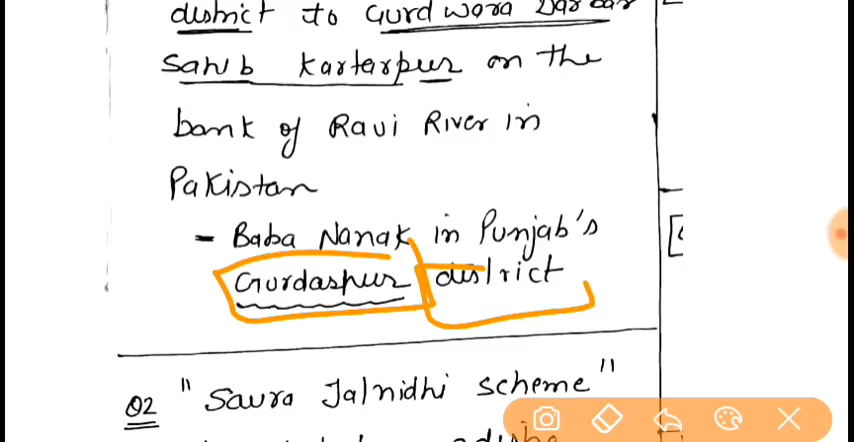 district to Gurdwara Darbar
Sahib Kartarpur on the
bank of Ravi River in
Pakistan
- Baba Nanak in Punjab's
Gurdaspur district
Q2 "Saura Jalnidhi scheme"